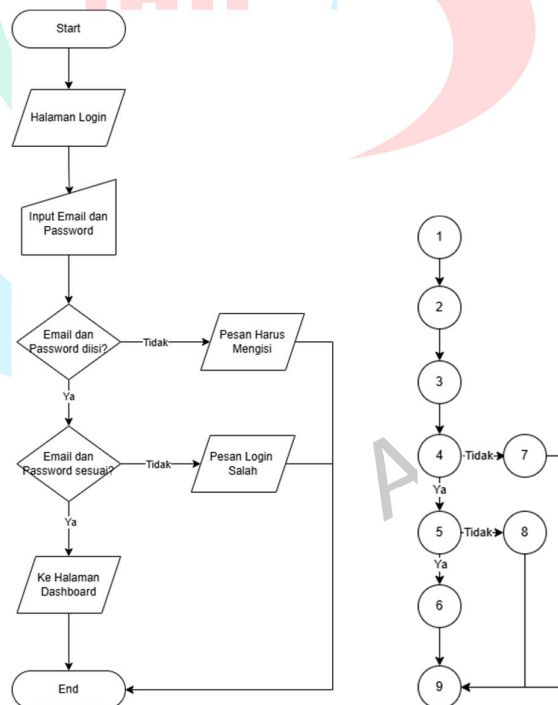 Start
Halaman Login
Input Email dan
Password
Email dan
Password diisi?
Tidak
Pesan Harus
Mengisi
Ya
Email dan
Password sesuai?
Tidak
Pesan Login
Salah
Ya
Ke Halaman
Dashboard
End
1
2
3
4
Tidak
7
Ya
5
Tidak
8
Ya
6
9